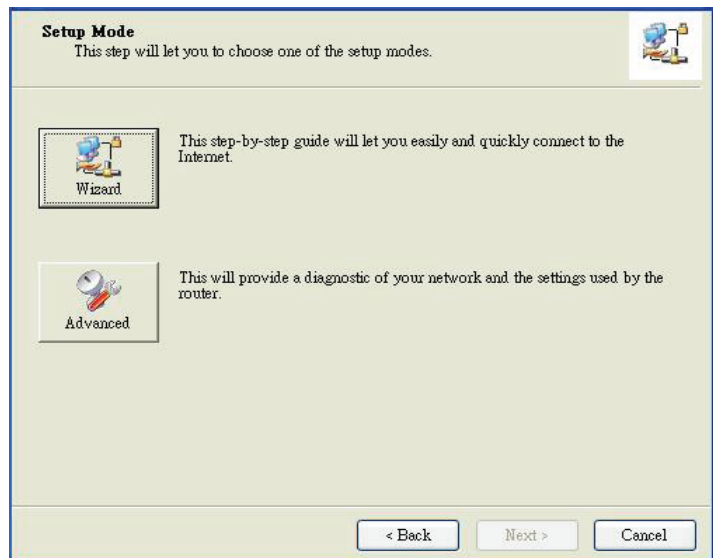 Setup Mode
This step will let you to choose one of the setup modes.
Wizard
This step-by-step guide will let you easily and quickly connect to the
Internet.
Advanced
This will provide a diagnostic of your network and the settings used by the
router.
< Back
Next >
Cancel